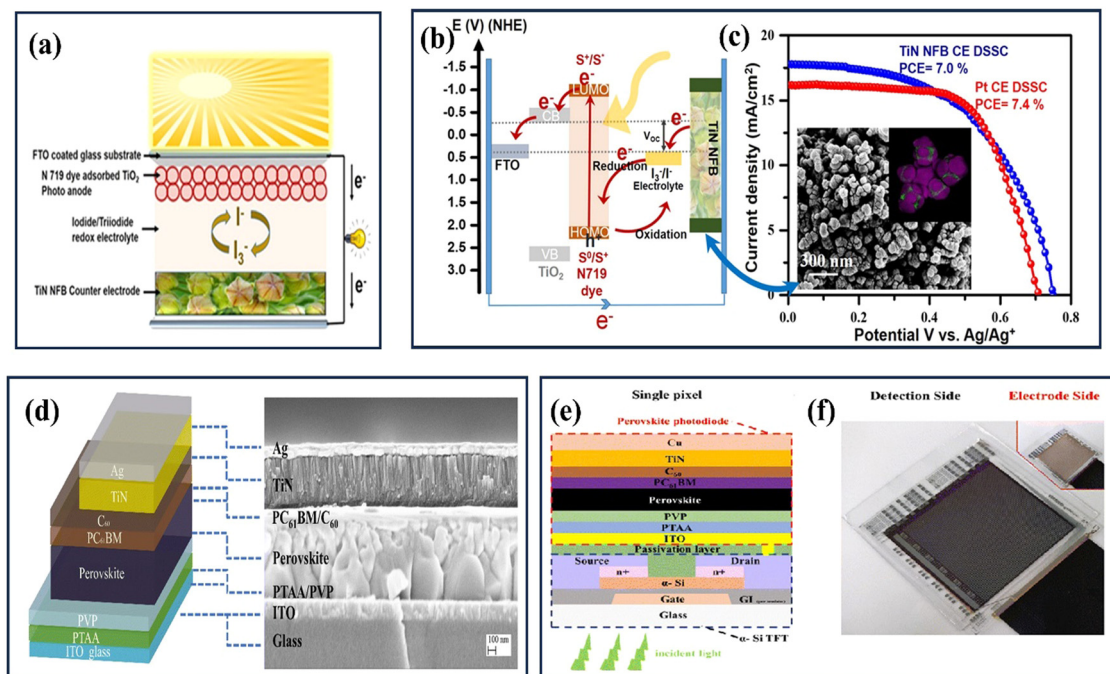 (a)
FTO coated glass substrate
N 719 dye adsorbed TiO2
Photo anode
Iodide/Triiodide
redox electrolyte
TiN NFB Counter electrode
I-
I3-
e-
e-
(b)
E (V) (NHE)
-1.5
-1.0
-0.5
0.0
0.5
1.0
2.0
3.0
S+/S*
e-
LUMO
e-
CB
e-
FTO
VOC
e-
Reduction
I3-/I-
Electrolyte
e-
TiN NFB
HOMO
h+
Oxidation
VB
TiO2
S0/S+
N719
dye
e-
(c)
Current density (mA/cm2)
20
15
10
5
0
TiN NFB CE DSSC
PCE= 7.0 %
Pt CE DSSC
PCE= 7.4 %
300 nm
0.0 0.2 0.4 0.6 0.8
Potential V vs. Ag/Ag+
(d)
Ag
TiN
C60
PC61BM
Perovskite
PVP
PTAA
ITO glass
Ag
TiN
PC61BM/C60
Perovskite
PTAA/PVP
ITO
Glass
100 nm
(e)
Single pixel
Perovskite photodiode
Cu
TiN
C60
PC61BM
Perovskite
PVP
PTAA
ITO
Passivation layer
Source Drain
n+ n+
α- Si
Gate GI
Glass
α- Si TFT
incident light
(f)
Detection Side
Electrode Side